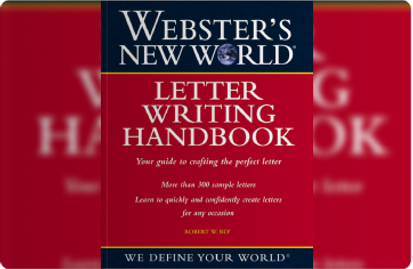 WEBSTER'S
NEW WORLD®
LETTER
WRITING
HANDBOOK
Your guide to crafting the perfect letter
More than 300 sample letters
Learn to quickly and confidently create letters
for any occasion
ROBERT W. BLY
WE DEFINE YOUR WORLD®